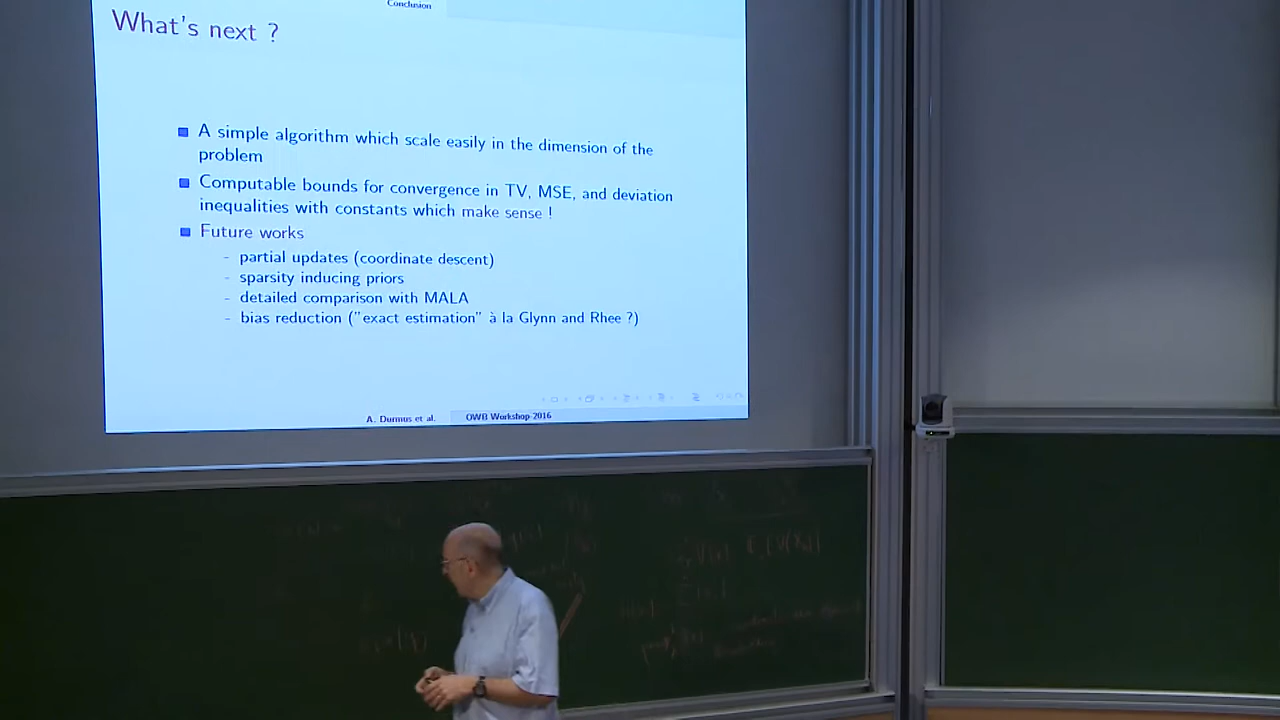 Conclusion
What's next ?
A simple algorithm which scale easily in the dimension of the
problem
Computable bounds for convergence in TV, MSE, and deviation
inequalities with constants which make sense !
Future works
- partial updates (coordinate descent)
- sparsity inducing priors
- detailed comparison with MALA
- bias reduction ("exact estimation" à la Glynn and Rhee ?)
A. Durmus et al.
OWB Workshop 2016